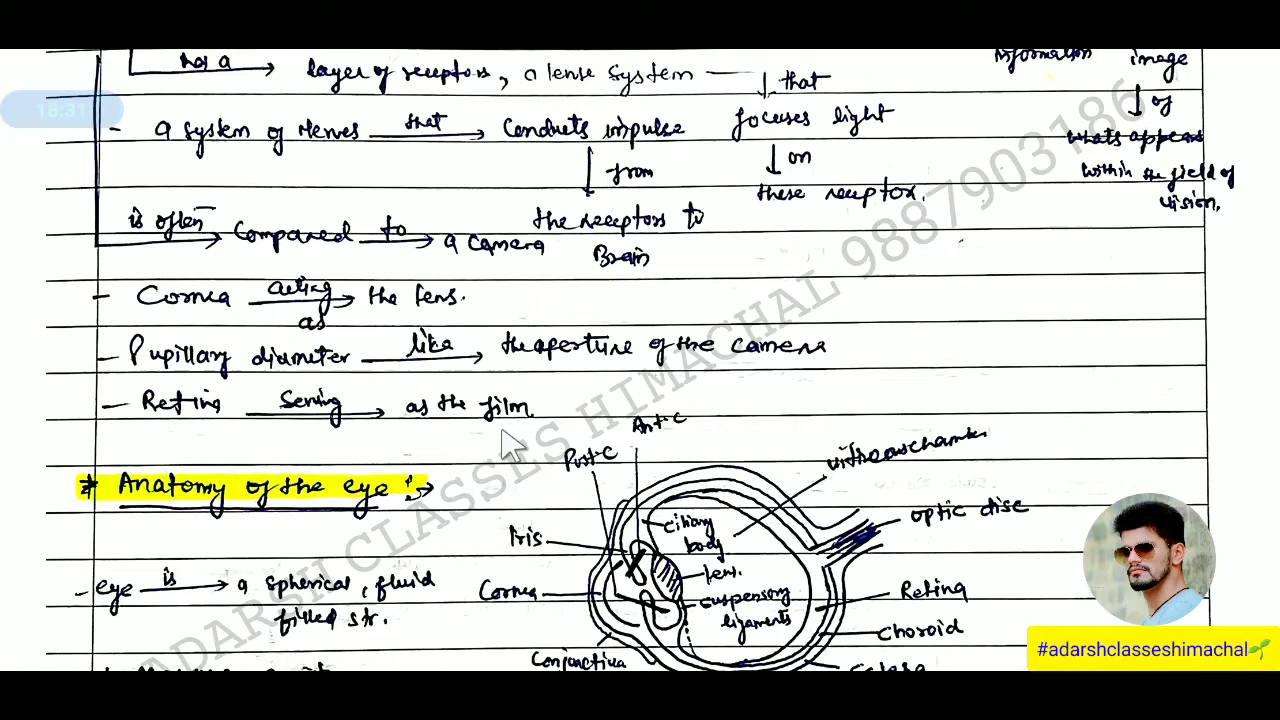 has a → layer of receptors, a lense system — that
information image
↓ of
- a system of nerves that → Conducts impulse focuses light
whats appears
↓ from ↓ on
within the field of
vision.
these receptor.
is often → Compared to → a camera the receptors to
Brain
- Cornea acting as → the lens.
- Pupillary diameter like → the aperture of the camera
- Retina Serving → as the film.
* Anatomy of the eye :→
- eye is → a spherical, fluid
filled str.
Ant. C
Post. C
vitreous chamber
optic disc
Iris
ciliary
body
lens.
Cornea
suspensory
ligaments
Retina
Choroid
Conjunctiva
ADARSH CLASSES HIMACHAL 9887903186
18:31
#adarshclasseshimachal🌱